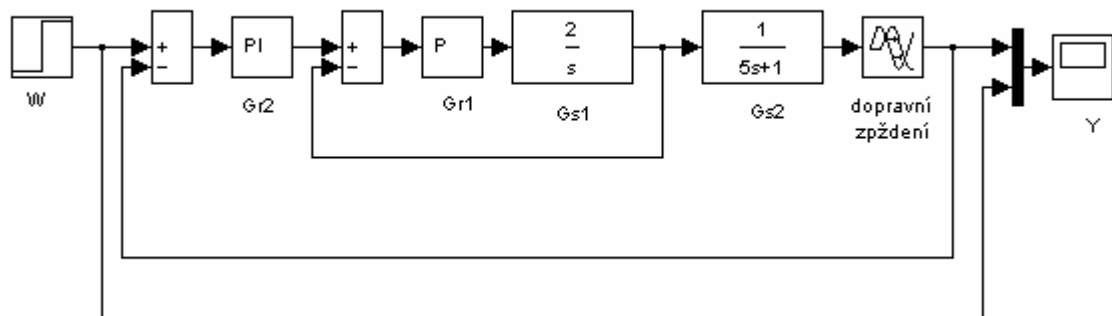 +
−
PI
+
−
P
2
s
1
5s+1
W
Gr2
Gr1
Gs1
Gs2
dopravní
zpždení
Y